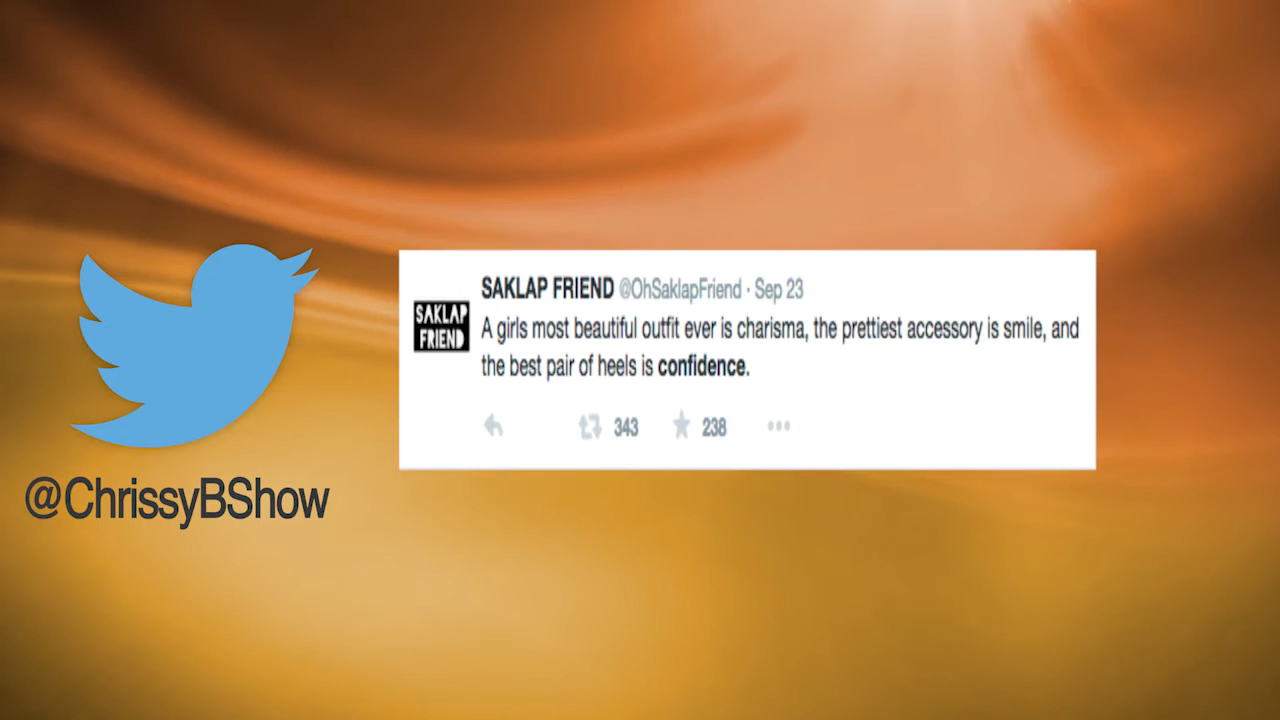 SAKLAP FRIEND @OhSaklapFriend · Sep 23
SAKLAP
FRIEND
A girls most beautiful outfit ever is charisma, the prettiest accessory is smile, and
the best pair of heels is confidence.
343 238
@ChrissyBShow